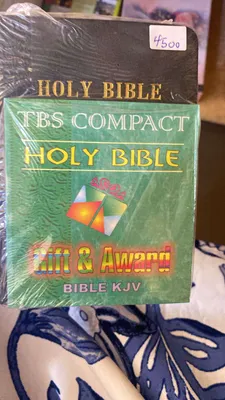 4500
HOLY BIBLE
TBS COMPACT
HOLY BIBLE
Gift & Award
BIBLE KJV